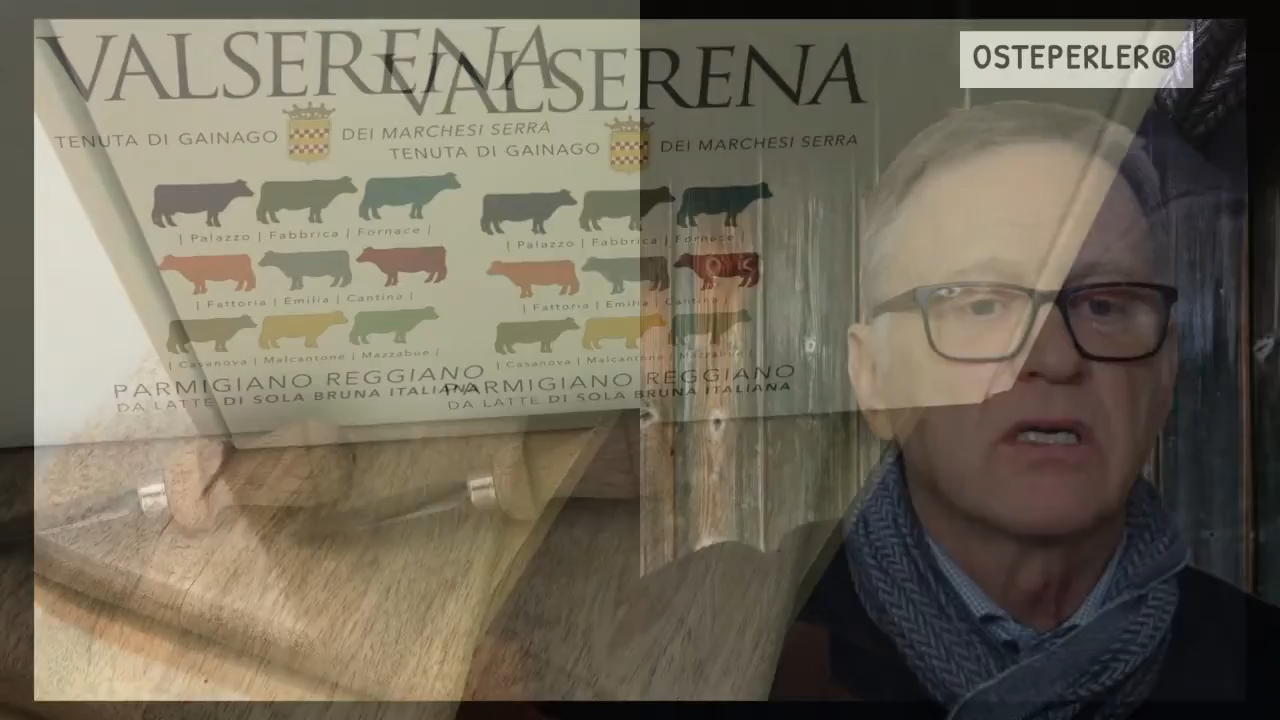 OSTEPERLER®
VALSERENA
TENUTA DI GAINAGO DEI MARCHESI SERRA
| Palazzo | Fabbrica | Fornace |
| Fattoria | Emilia | Cantina |
| Casanova | Malcantone | Mazzabue |
PARMIGIANO REGGIANO
DA LATTE DI SOLA BRUNA ITALIANA
VALSERENA
TENUTA DI GAINAGO DEI MARCHESI SERRA
| Palazzo | Fabbrica | Fornace |
| Fattoria | Emilia | Cantina |
| Casanova | Malcantone | Mazzabue |
PARMIGIANO REGGIANO
DA LATTE DI SOLA BRUNA ITALIANA